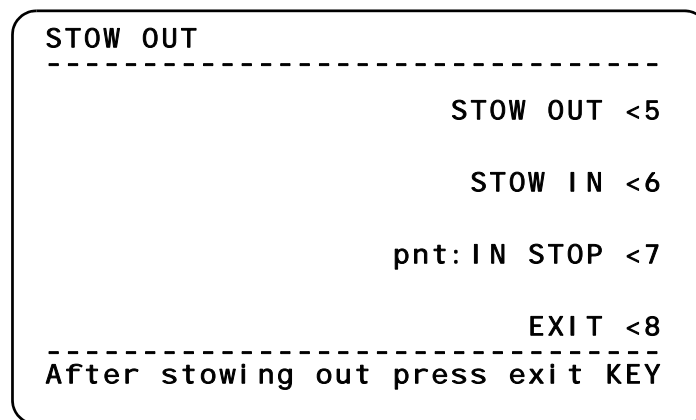 STOW OUT
--------------------------------
STOW OUT <5
STOW IN <6
pnt:IN STOP <7
EXIT <8
--------------------------------
After stowing out press exit KEY